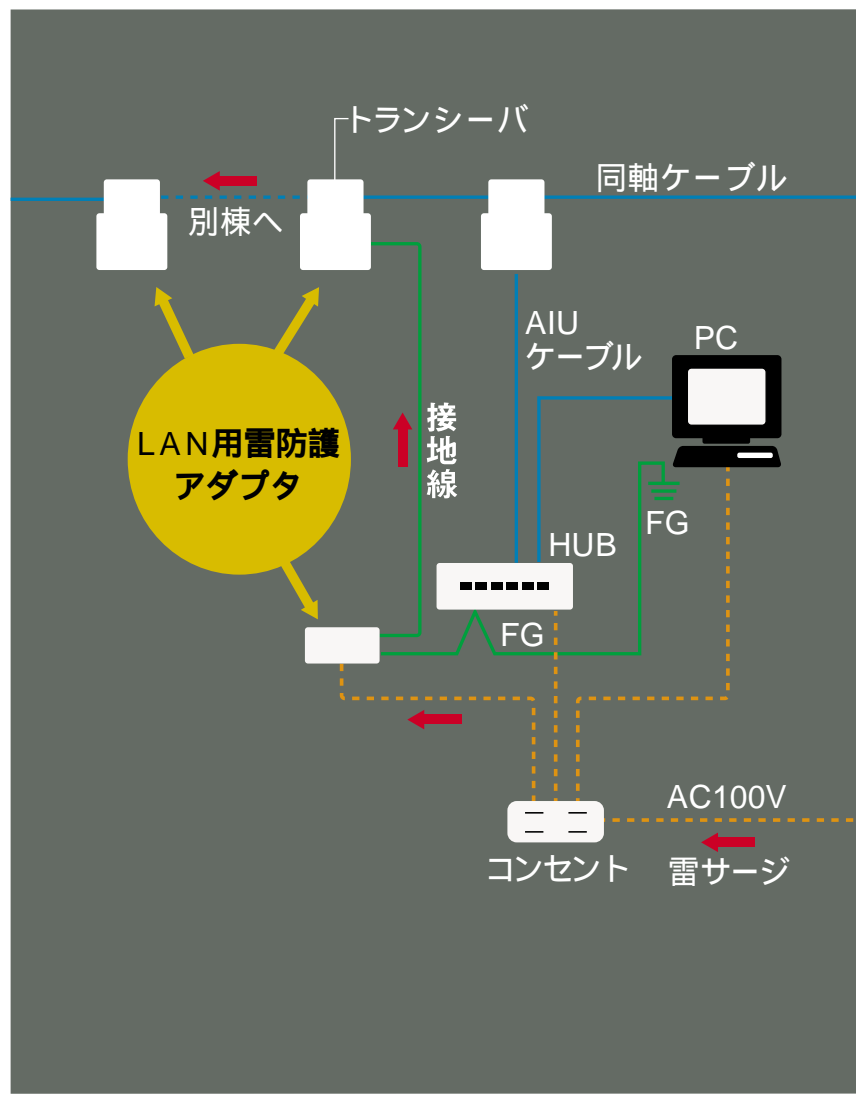 トランシーバ
同軸ケーブル
別棟へ
AIU
ケーブル
PC
LAN用雷防護
アダプタ
接地線
FG
HUB
FG
AC100V
コンセント
雷サージ